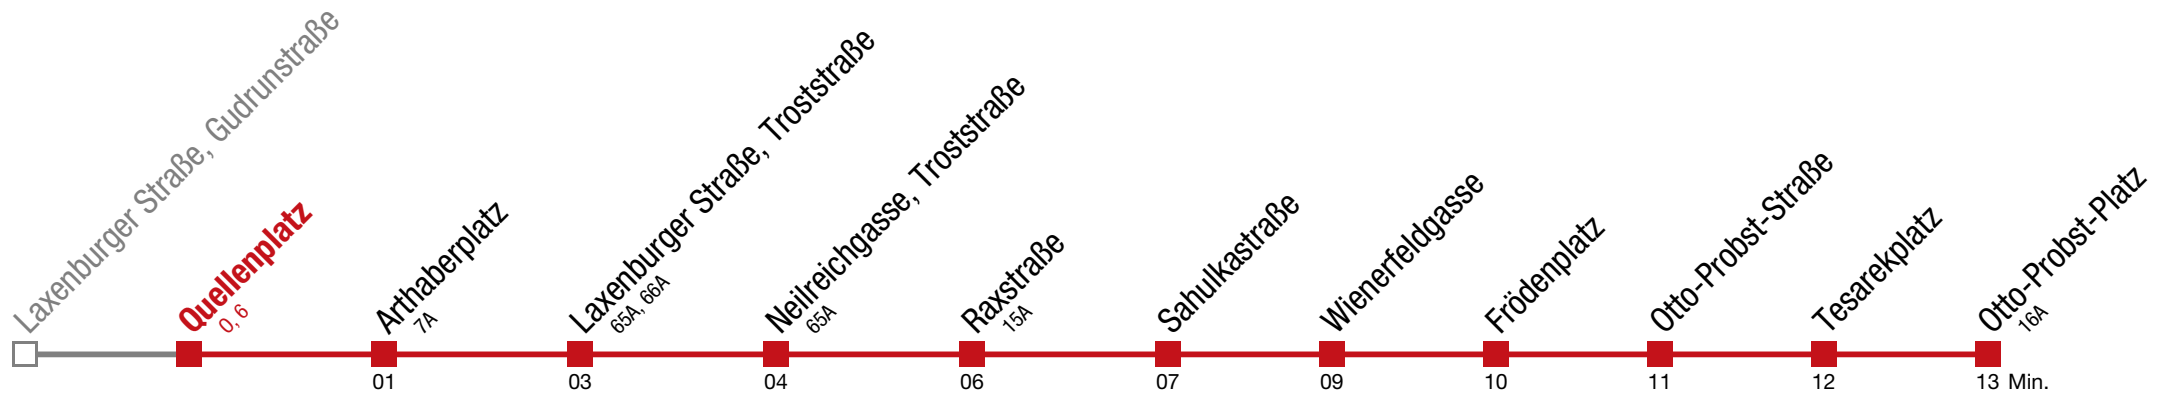 Laxenburger Straße, Gudrunstraße
Quellenplatz
O, 6
Arthaberplatz
7A
Laxenburger Straße, Troststraße
65A, 66A
Neilreichgasse, Troststraße
65A
Raxstraße
15A
Sahulkastraße
Wienerfeldgasse
Frödenplatz
Otto-Probst-Straße
Tesarekplatz
Otto-Probst-Platz
16A
01 03 04 06 07 09 10 11 12 13 Min.